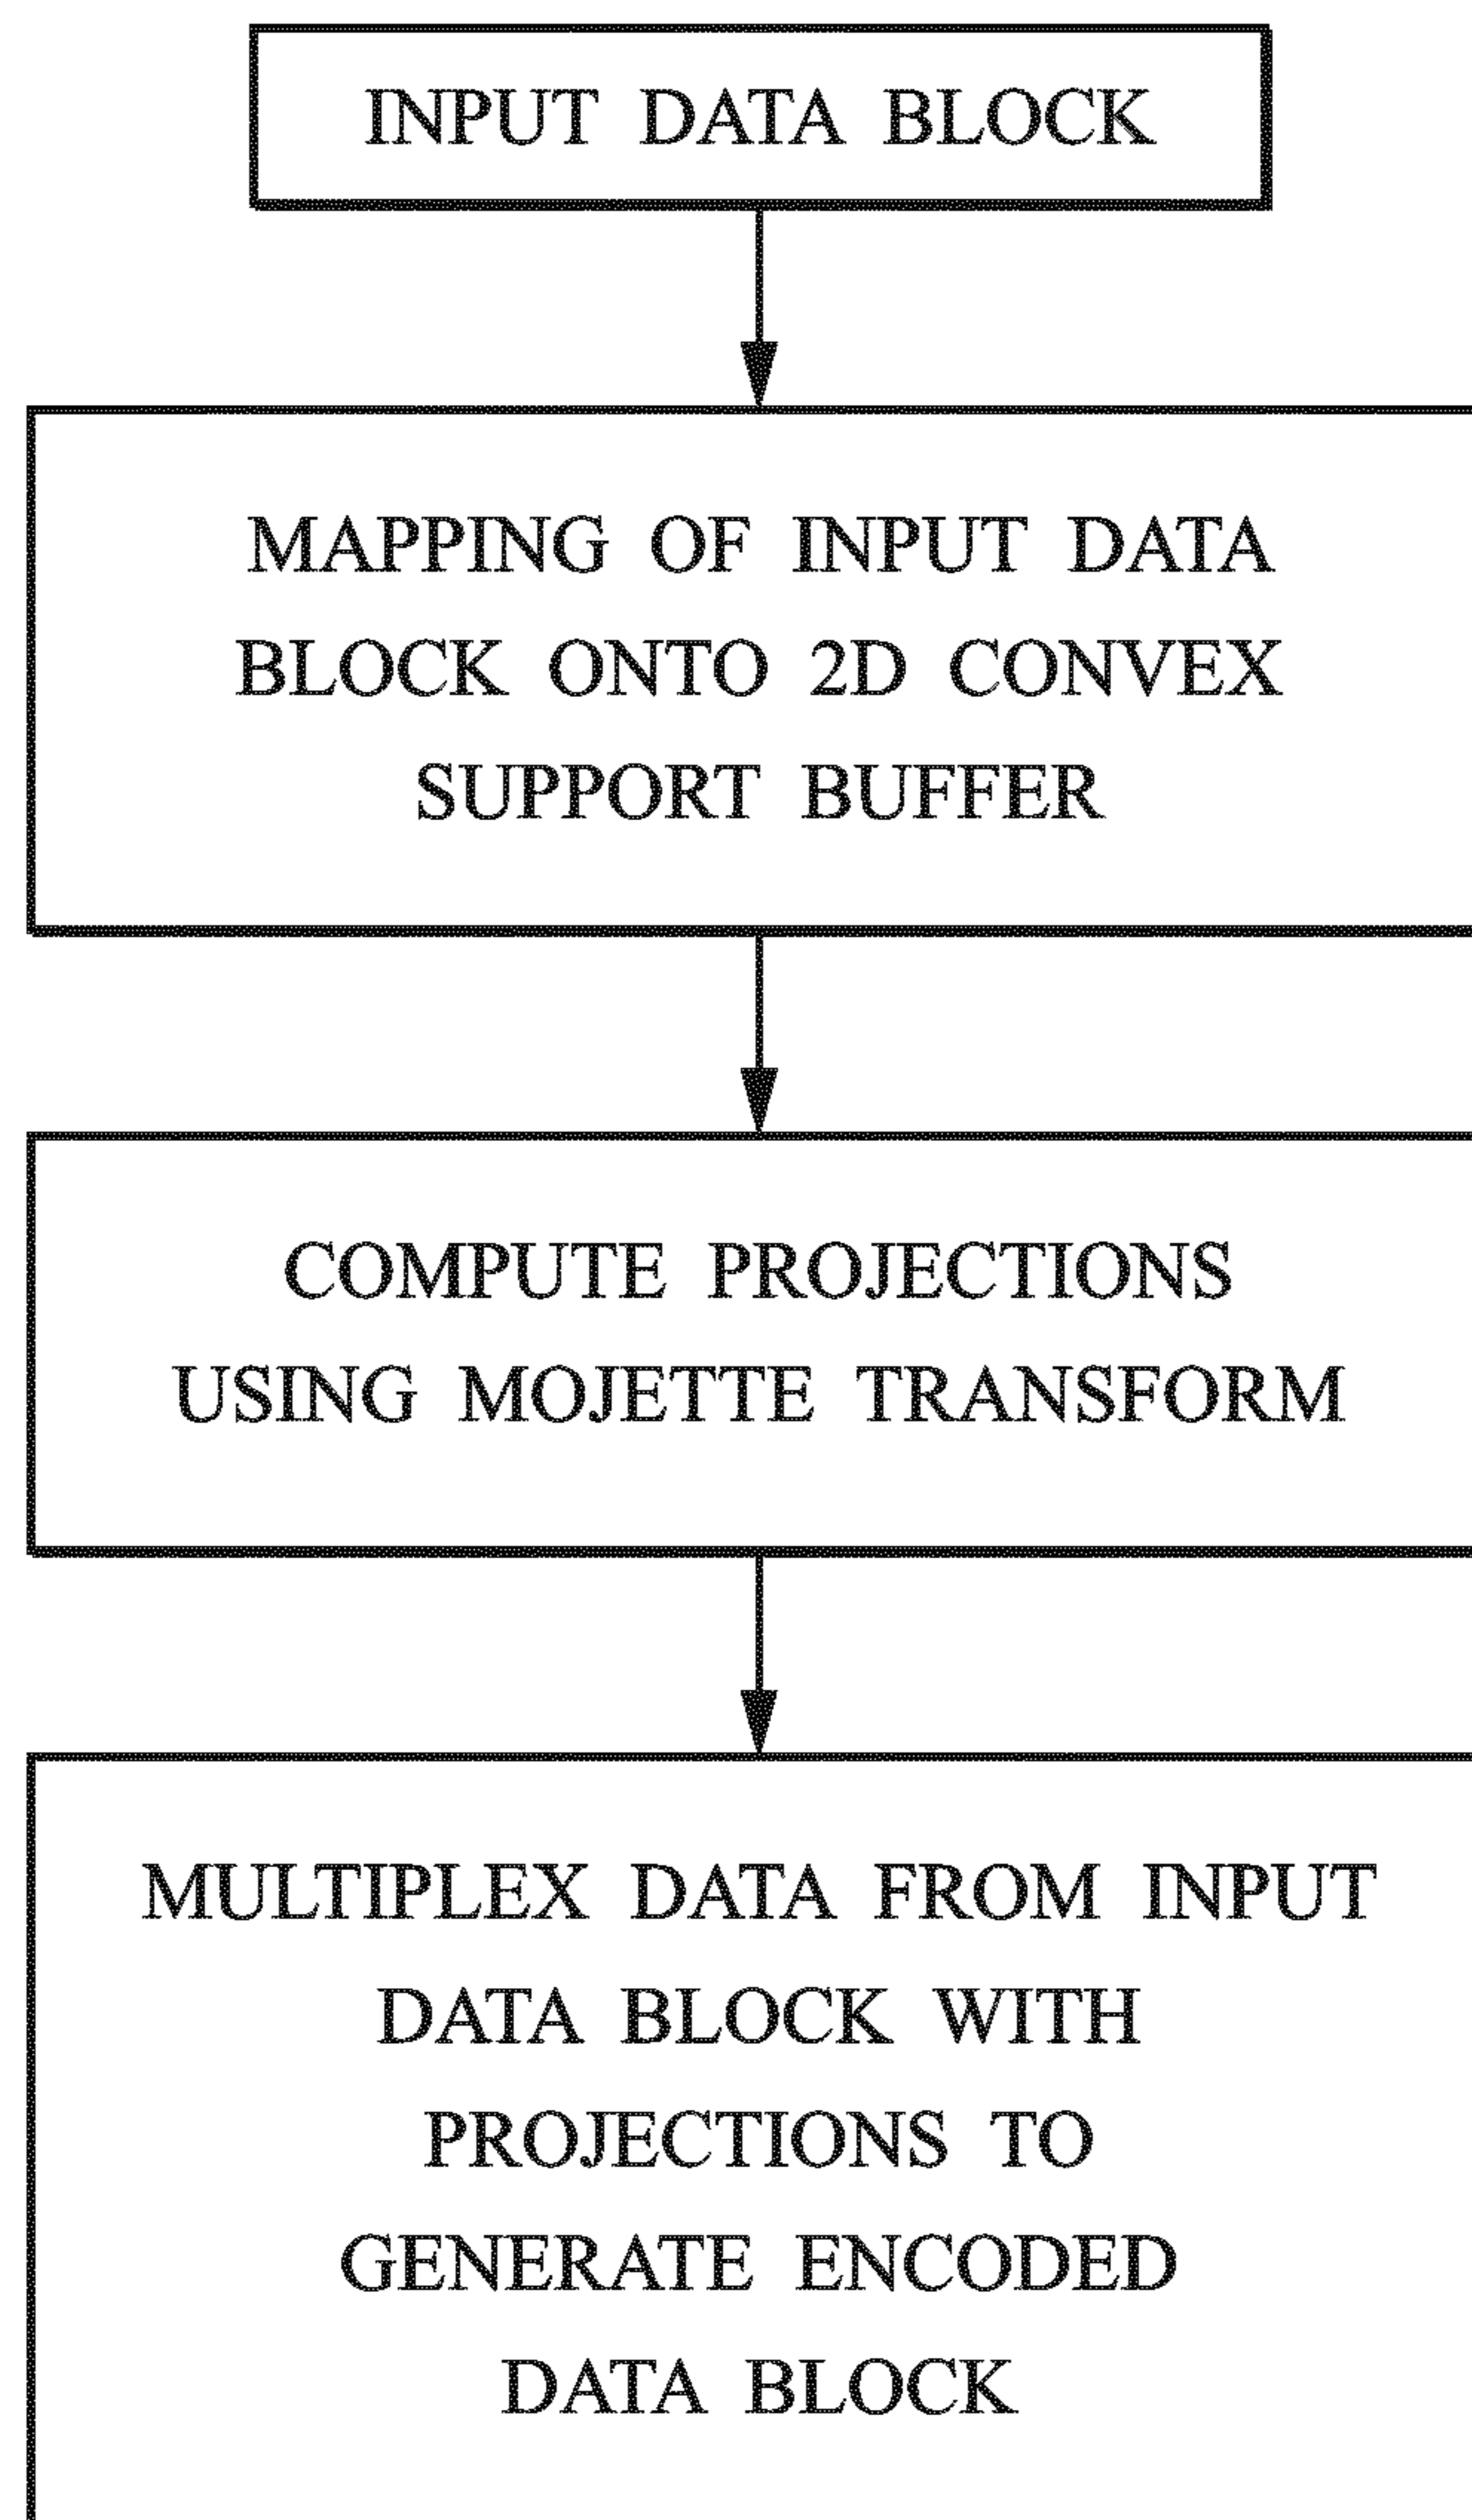 INPUT DATA BLOCK
MAPPING OF INPUT DATA
BLOCK ONTO 2D CONVEX
SUPPORT BUFFER
COMPUTE PROJECTIONS
USING MOJETTE TRANSFORM
MULTIPLEX DATA FROM INPUT
DATA BLOCK WITH
PROJECTIONS TO
GENERATE ENCODED
DATA BLOCK